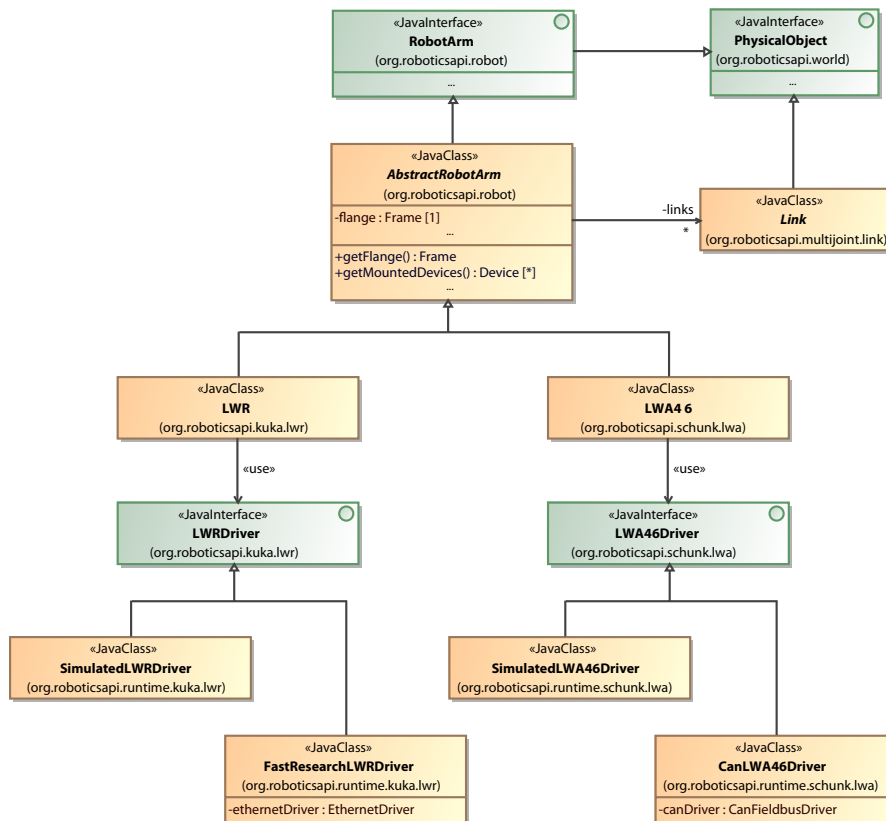 «JavaInterface»
RobotArm
(org.roboticsapi.robot)
...
«JavaInterface»
PhysicalObject
(org.roboticsapi.world)
...
«JavaClass»
AbstractRobotArm
(org.roboticsapi.robot)
-flange : Frame [1]
...
+getFlange() : Frame
+getMountedDevices() : Device [*]
...
-links
*
«JavaClass»
Link
(org.roboticsapi.multijoint.link)
«JavaClass»
LWR
(org.roboticsapi.kuka.lwr)
«JavaClass»
LWA4 6
(org.roboticsapi.schunk.lwa)
«use»
«use»
«JavaInterface»
LWRDriver
(org.roboticsapi.kuka.lwr)
«JavaInterface»
LWA46Driver
(org.roboticsapi.schunk.lwa)
«JavaClass»
SimulatedLWRDriver
(org.roboticsapi.runtime.kuka.lwr)
«JavaClass»
SimulatedLWA46Driver
(org.roboticsapi.runtime.schunk.lwa)
«JavaClass»
FastResearchLWRDriver
(org.roboticsapi.runtime.kuka.lwr)
-ethernetDriver : EthernetDriver
«JavaClass»
CanLWA46Driver
(org.roboticsapi.runtime.schunk.lwa)
-canDriver : CanFieldbusDriver